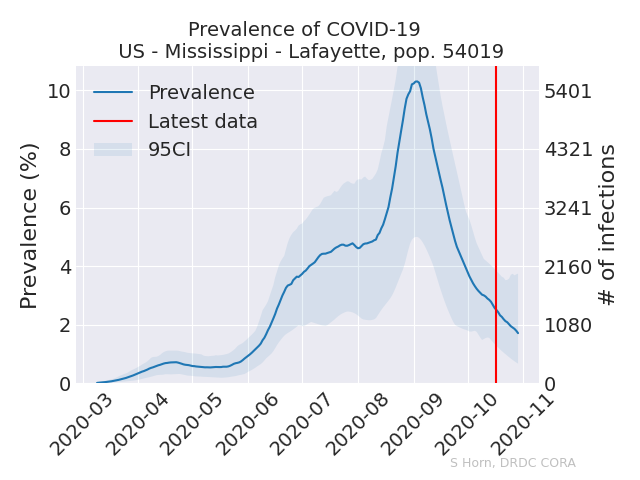 Prevalence of COVID-19
US - Mississippi - Lafayette, pop. 54019
Prevalence
Latest data
95CI
Prevalence (%)
10
8
6
4
2
0
5401
4321
3241
2160
1080
0
# of infections
2020-03
2020-04
2020-05
2020-06
2020-07
2020-08
2020-09
2020-10
2020-11
S Horn, DRDC CORA